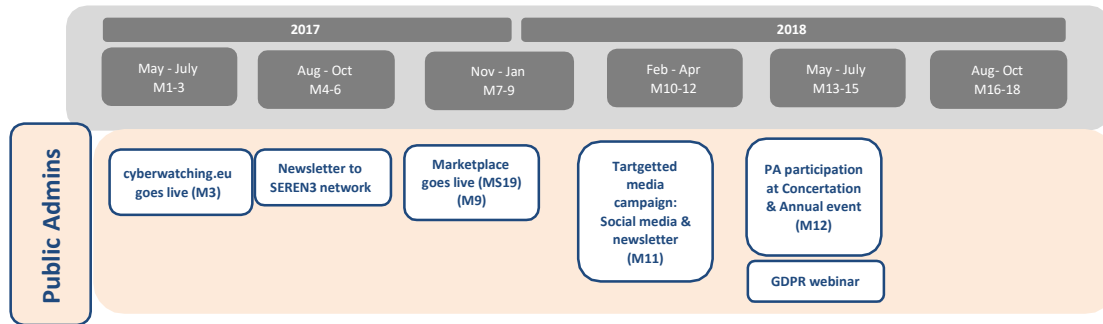 2017
2018
May - July
M1-3
Aug - Oct
M4-6
Nov - Jan
M7-9
Feb - Apr
M10-12
May - July
M13-15
Aug- Oct
M16-18
Public Admins
cyberwatching.eu
goes live (M3)
Newsletter to
SEREN3 network
Marketplace
goes live (MS19)
(M9)
Tartgetted
media
campaign:
Social media &
newsletter
(M11)
PA participation
at Concertation
& Annual event
(M12)
GDPR webinar